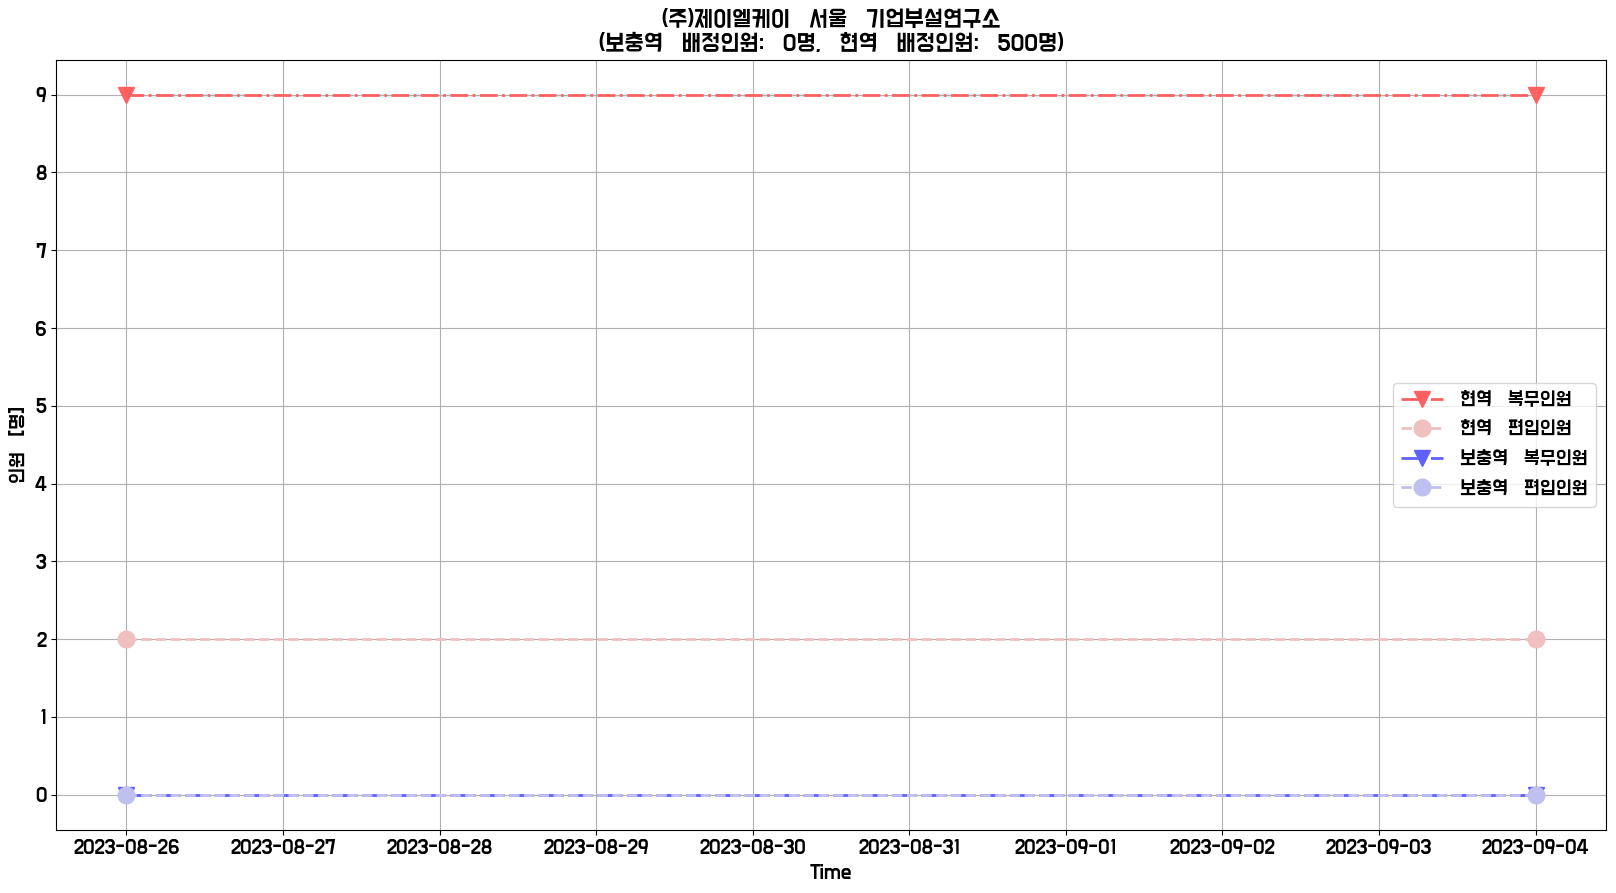 (주)제이엘케이 서울 기업부설연구소
(보충역 배정인원: 0명, 현역 배정인원: 500명)
9
8
7
6
5
4
3
2
1
0
인원 [명]
현역 복무인원
현역 편입인원
보충역 복무인원
보충역 편입인원
2023-08-26 2023-08-27 2023-08-28 2023-08-29 2023-08-30 2023-08-31 2023-09-01 2023-09-02 2023-09-03 2023-09-04
Time